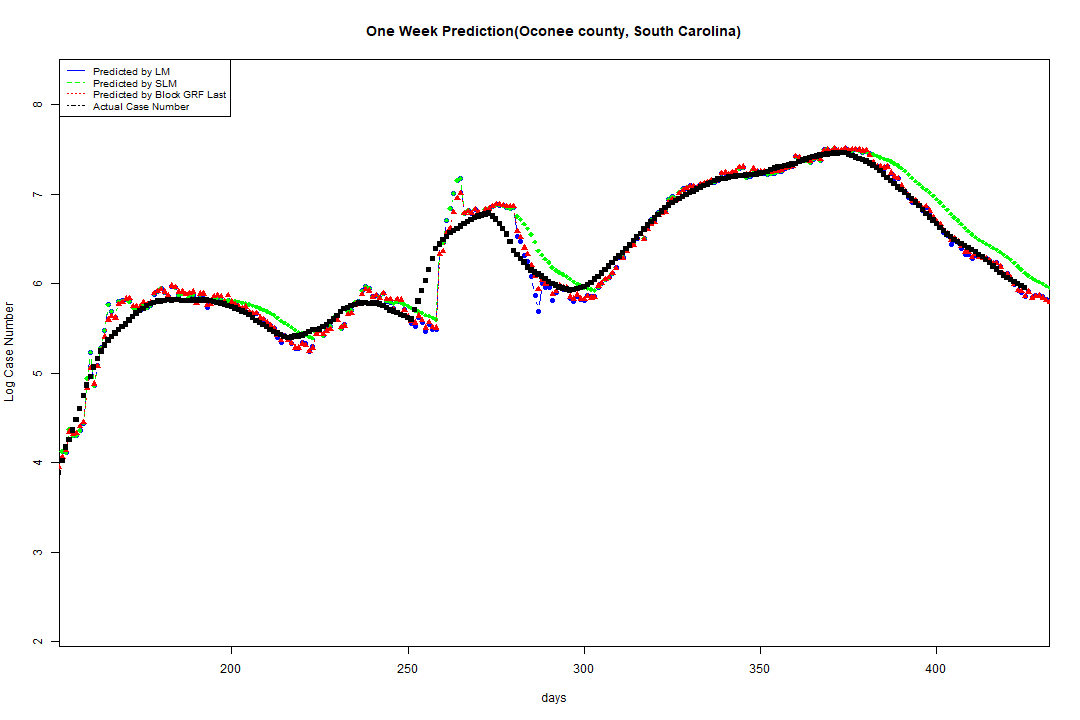 One Week Prediction(Oconee county, South Carolina)
Predicted by LM
Predicted by SLM
Predicted by Block GRF Last
Actual Case Number
8
7
6
5
4
3
2
Log Case Number
200 250 300 350 400
days